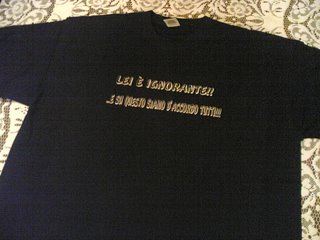 LEI È IGNORANTE!!
..E SU QUESTO SIAMO D'ACCORDO TUTTI!!!